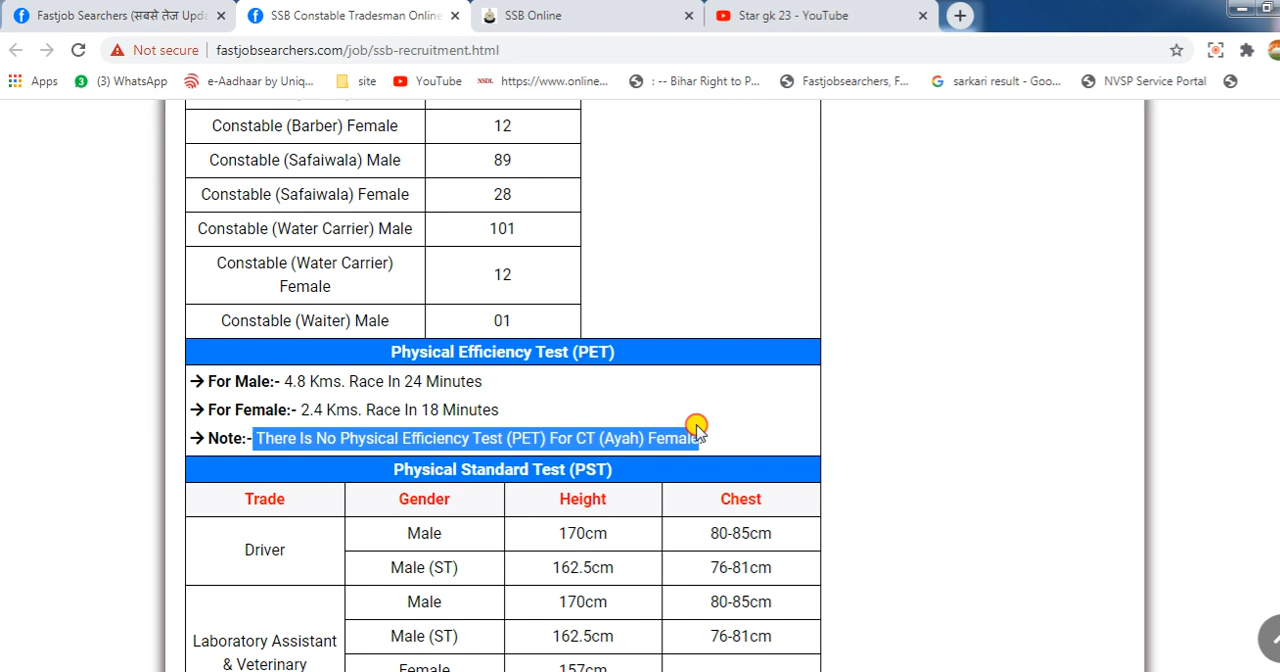 Fastjob Searchers (सबसे तेज Upda
SSB Constable Tradesman Online
SSB Online
Star gk 23 - YouTube
Not secure
fastjobsearchers.com/job/ssb-recruitment.html
Apps
(3) WhatsApp
e-Aadhaar by Uniq...
site
YouTube
NSDL https://www.online...
: -- Bihar Right to P...
Fastjobsearchers, F...
sarkari result - Goo...
NVSP Service Portal
Constable (Barber) Female 12
Constable (Safaiwala) Male 89
Constable (Safaiwala) Female 28
Constable (Water Carrier) Male 101
Constable (Water Carrier)
Female 12
Constable (Waiter) Male 01
Physical Efficiency Test (PET)
→ For Male:- 4.8 Kms. Race In 24 Minutes
→ For Female:- 2.4 Kms. Race In 18 Minutes
→ Note:- There Is No Physical Efficiency Test (PET) For CT (Ayah) Female
Physical Standard Test (PST)
Trade Gender Height Chest
Driver
Male 170cm 80-85cm
Male (ST) 162.5cm 76-81cm
Laboratory Assistant
& Veterinary
Male 170cm 80-85cm
Male (ST) 162.5cm 76-81cm
Female 157cm